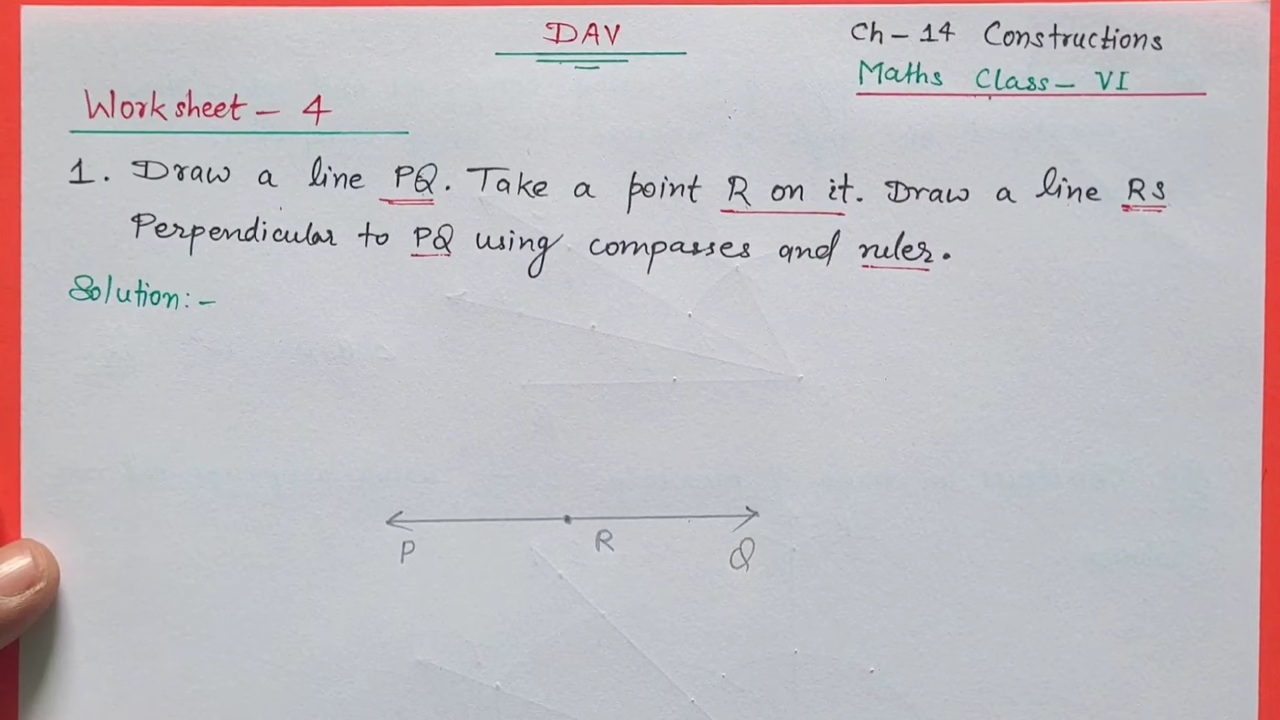 DAV
Ch - 14 Constructions
Maths Class - VI
Worksheet - 4
1. Draw a line PQ. Take a point R on it. Draw a line RS
Perpendicular to PQ using compasses and ruler.
Solution:-
P R Q